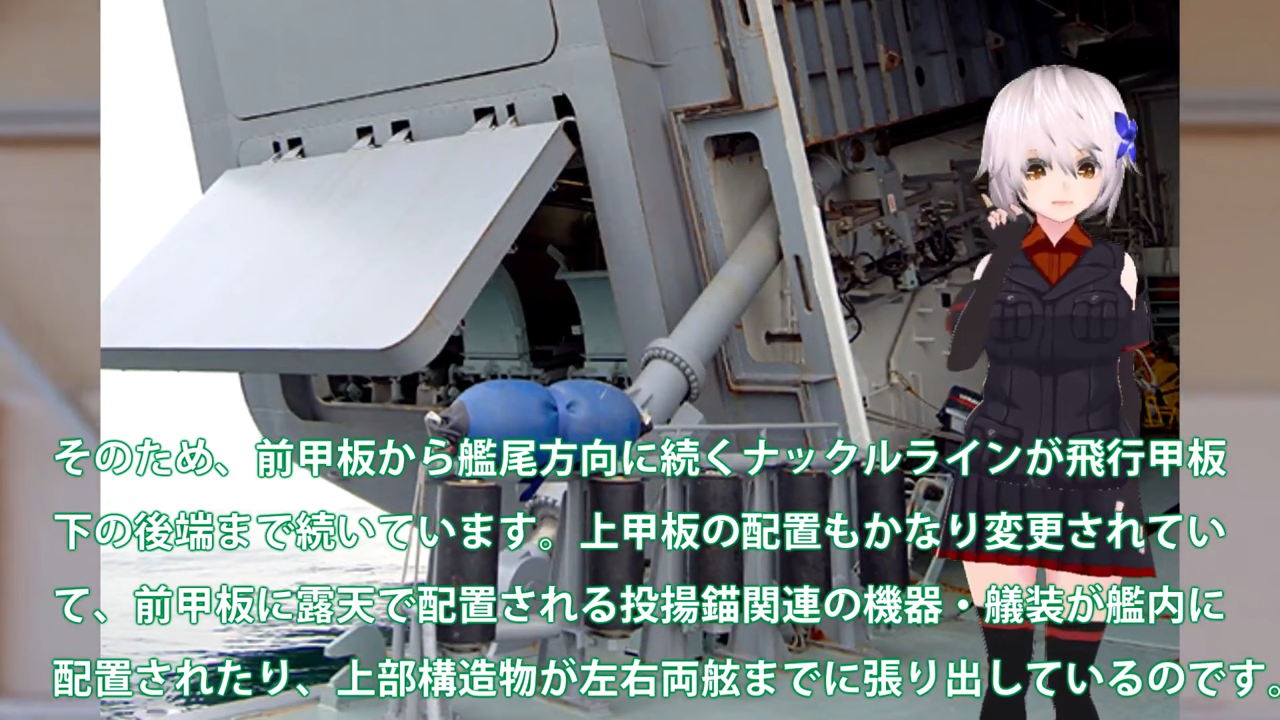 そのため、前甲板から艦尾方向に続くナックルラインが飛行甲板
下の後端まで続いています。上甲板の配置もかなり変更されてい
て、前甲板に露天で配置される投揚錨関連の機器・艤装が艦内に
配置されたり、上部構造物が左右両舷までに張り出しているのです。